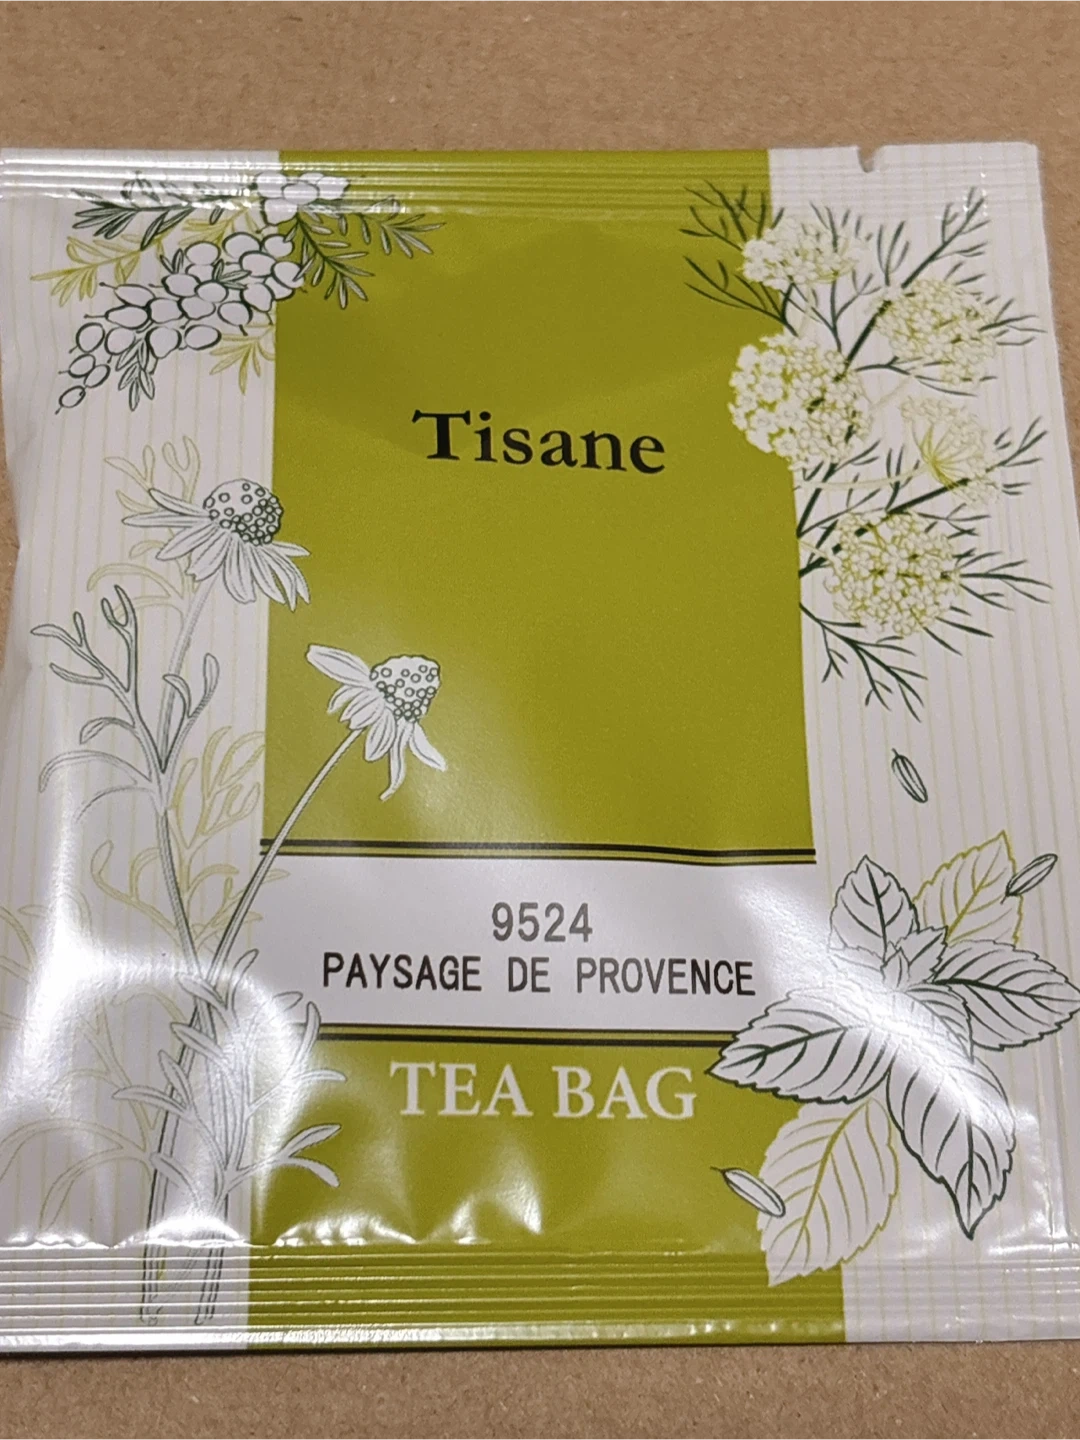 Tisane
9524
PAYSAGE DE PROVENCE
TEA BAG